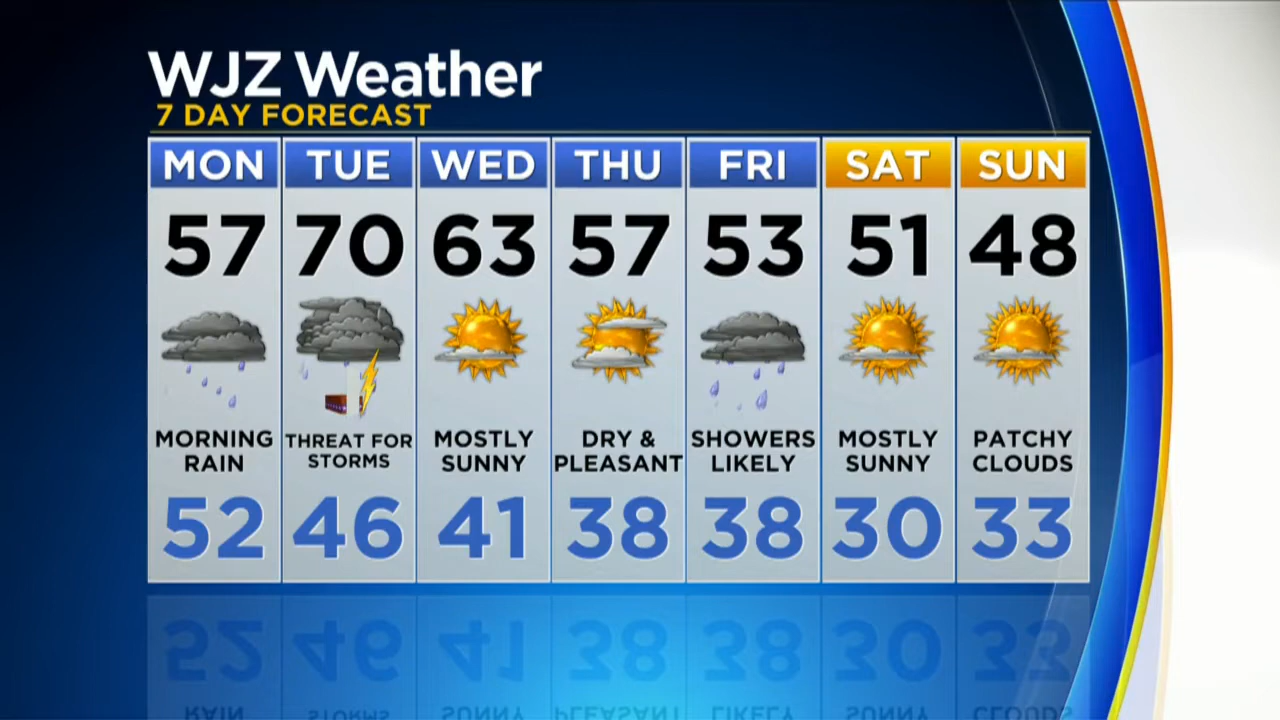 WJZ Weather
7 DAY FORECAST
MON TUE WED THU FRI SAT SUN
57 70 63 57 53 51 48
MORNING
RAIN
THREAT FOR
STORMS
MOSTLY
SUNNY
DRY &
PLEASANT
SHOWERS
LIKELY
MOSTLY
SUNNY
PATCHY
CLOUDS
52 46 41 38 38 30 33